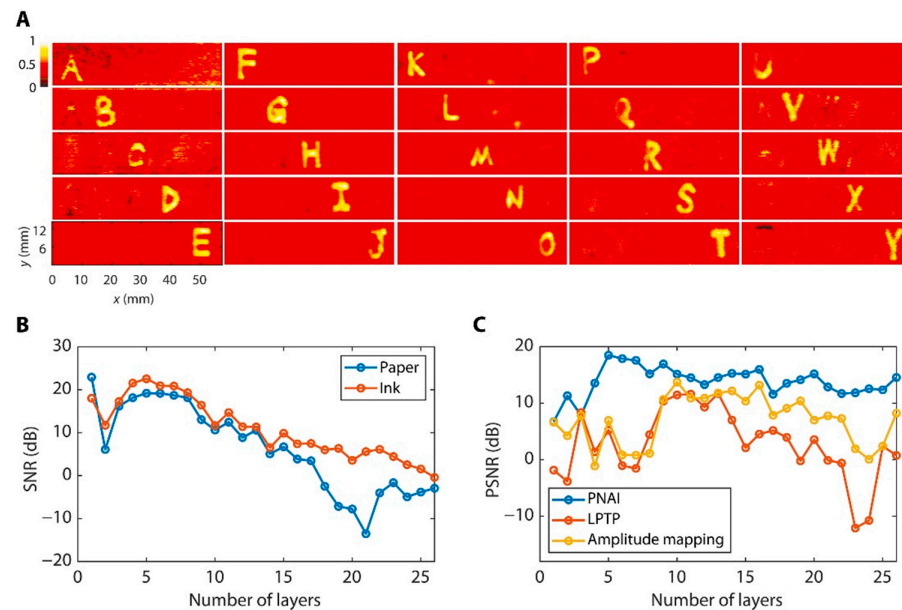 A
1
0.5
0
A F K P U
B G L Q V
C H M R W
D I N S X
E J O T Y
12
6
y (mm)
0 10 20 30 40 50
x (mm)
B
SNR (dB)
30
20
10
0
−10
−20
0 5 10 15 20 25
Number of layers
Paper
Ink
C
PSNR (dB)
20
10
0
−10
0 5 10 15 20 25
Number of layers
PNAI
LPTP
Amplitude mapping